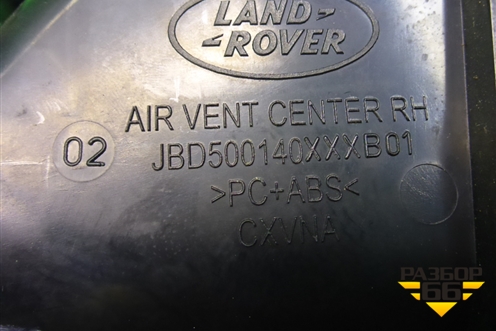 LAND-
-ROVER
AIR VENT CENTER RH
02
JBD500140XXXB01
>PC+ABS<
CXVNA
РАЗБОР
66